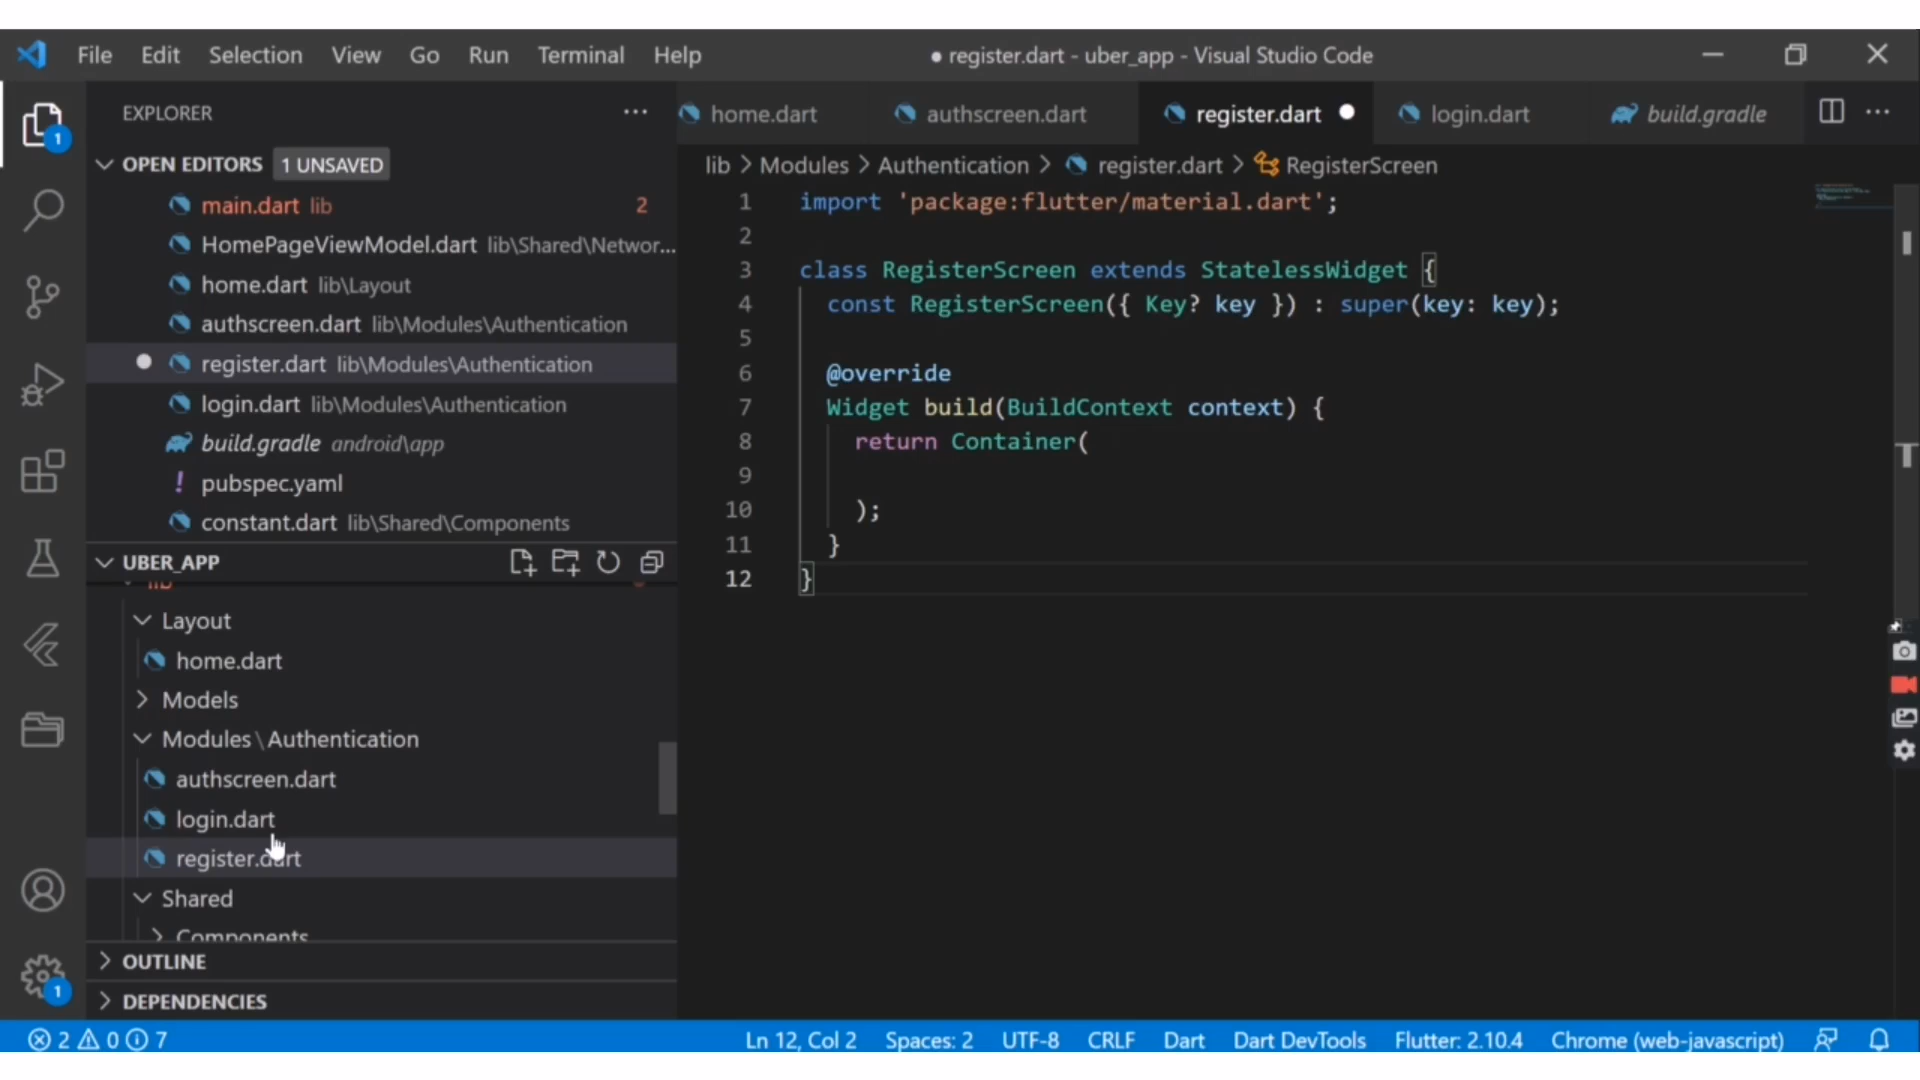 File Edit Selection View Go Run Terminal Help
● register.dart - uber_app - Visual Studio Code
EXPLORER
OPEN EDITORS 1 UNSAVED
main.dart lib 2
HomePageViewModel.dart lib\Shared\Networ...
home.dart lib\Layout
authscreen.dart lib\Modules\Authentication
register.dart lib\Modules\Authentication
login.dart lib\Modules\Authentication
build.gradle android\app
pubspec.yaml
constant.dart lib\Shared\Components
UBER_APP
lib
Layout
home.dart
Models
Modules\Authentication
authscreen.dart
login.dart
register.dart
Shared
Components
OUTLINE
DEPENDENCIES
1
1
home.dart authscreen.dart register.dart login.dart build.gradle
lib > Modules > Authentication > register.dart > RegisterScreen
1 import 'package:flutter/material.dart';
2
3 class RegisterScreen extends StatelessWidget {
4 const RegisterScreen({ Key? key }) : super(key: key);
5
6 @override
7 Widget build(BuildContext context) {
8 return Container(
9
10 );
11 }
12 }
2 0 7
Ln 12, Col 2 Spaces: 2 UTF-8 CRLF Dart Dart DevTools Flutter: 2.10.4 Chrome (web-javascript)